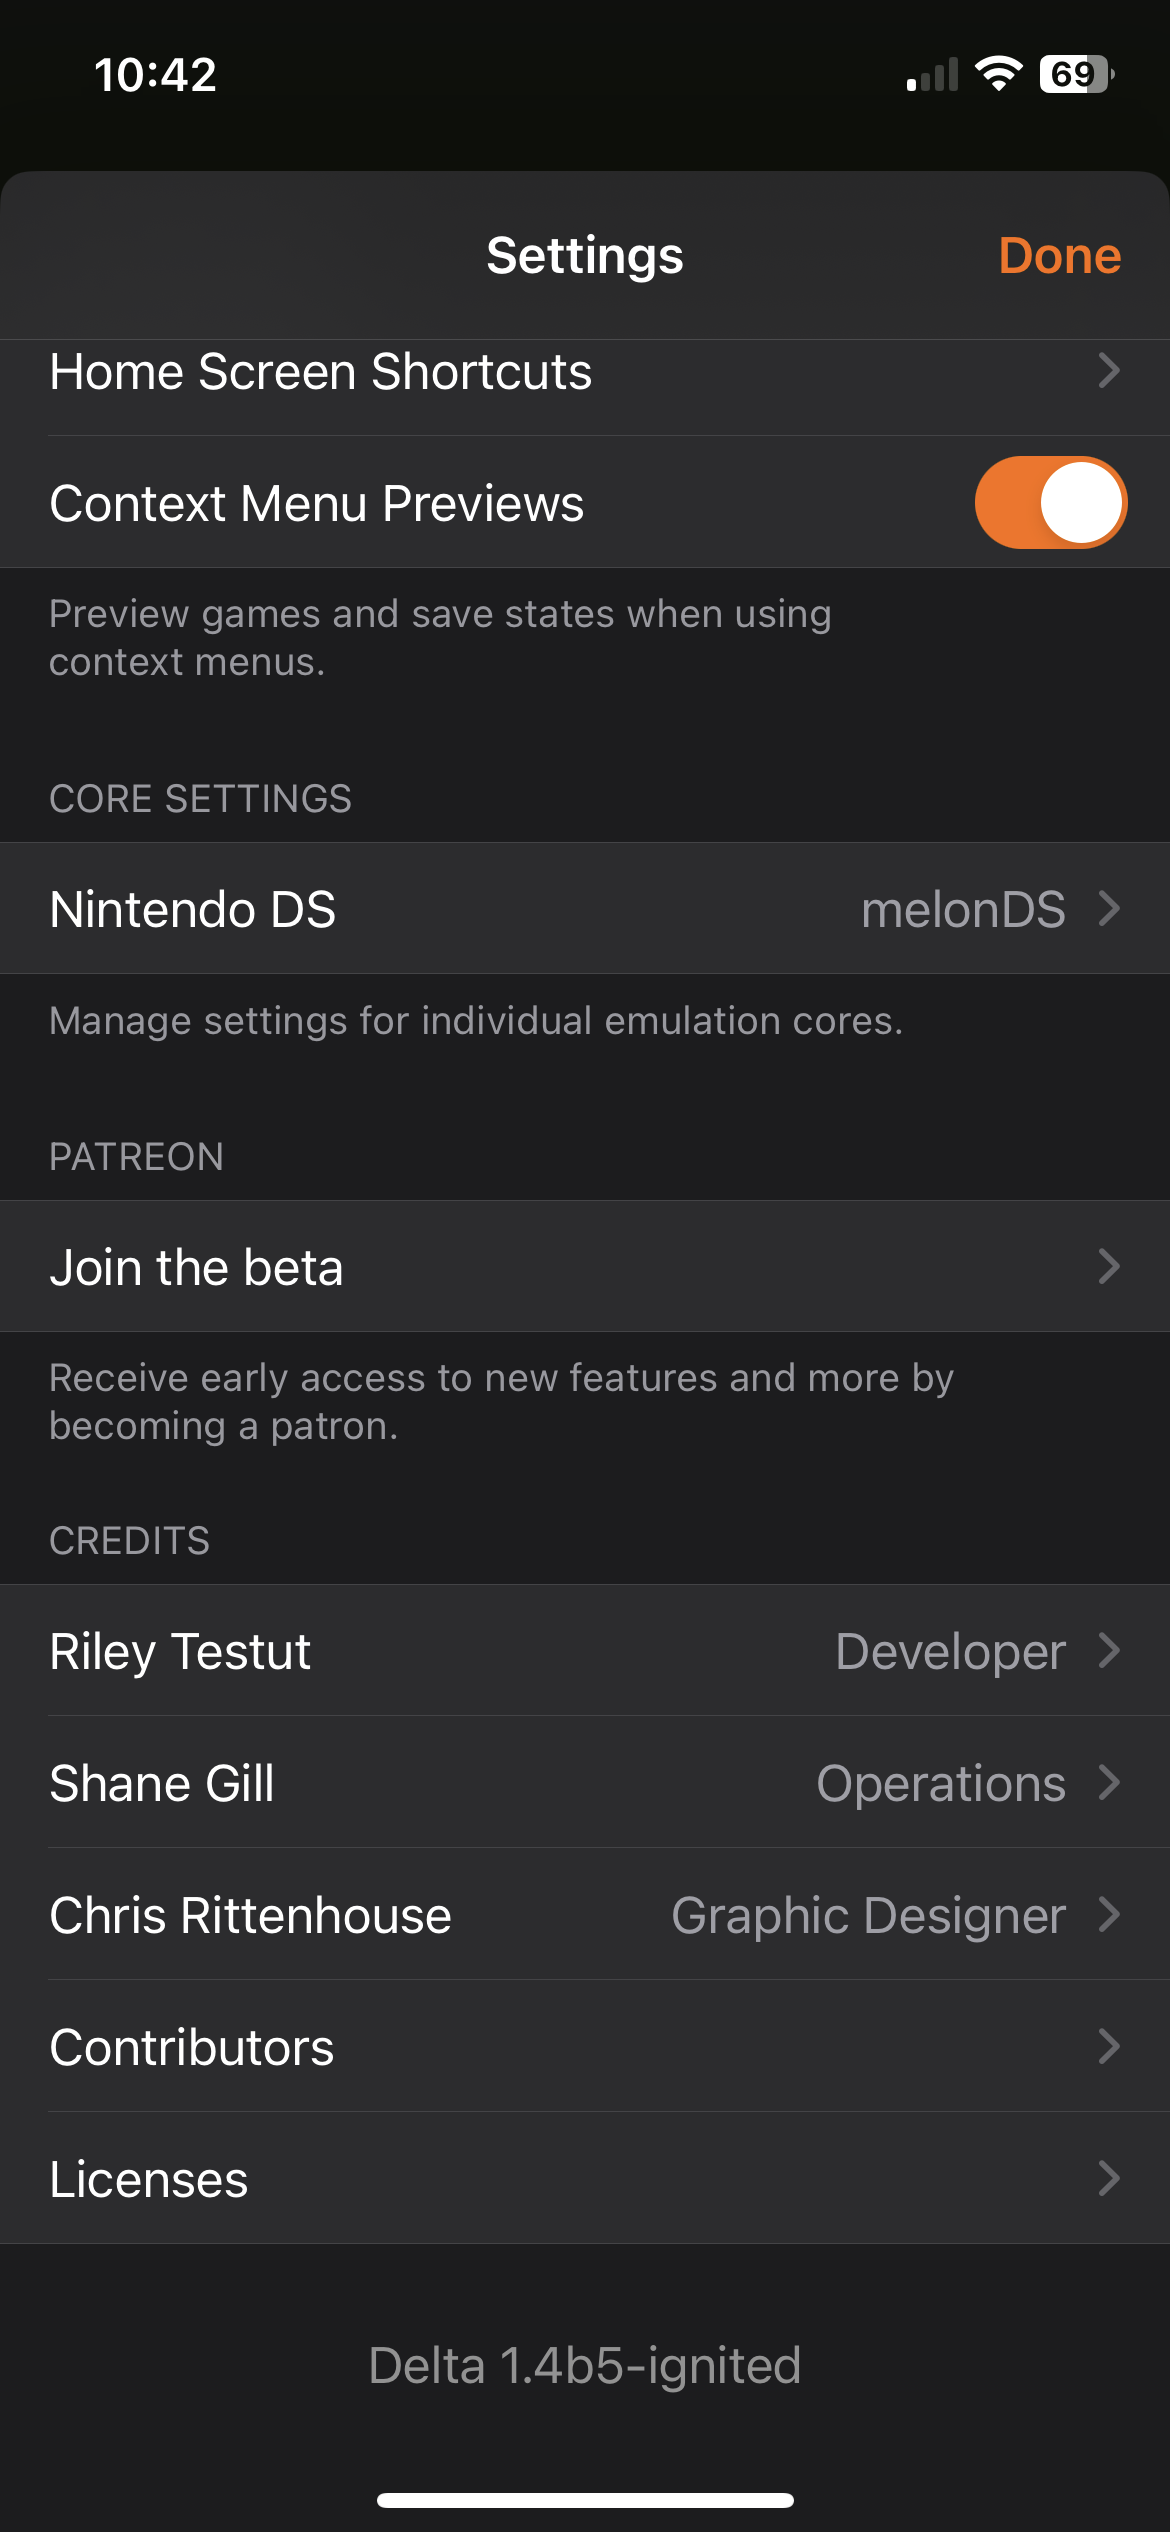 10:42
69
Settings
Done
Home Screen Shortcuts
Context Menu Previews
Preview games and save states when using
context menus.
CORE SETTINGS
Nintendo DS
melonDS
Manage settings for individual emulation cores.
PATREON
Join the beta
Receive early access to new features and more by
becoming a patron.
CREDITS
Riley Testut
Developer
Shane Gill
Operations
Chris Rittenhouse
Graphic Designer
Contributors
Licenses
Delta 1.4b5-ignited